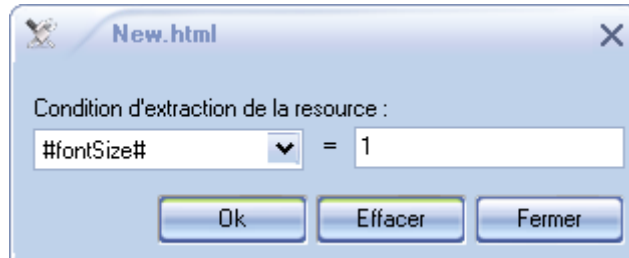 New.html
Condition d'extraction de la resource :
#fontSize# = 1
Ok Effacer Fermer